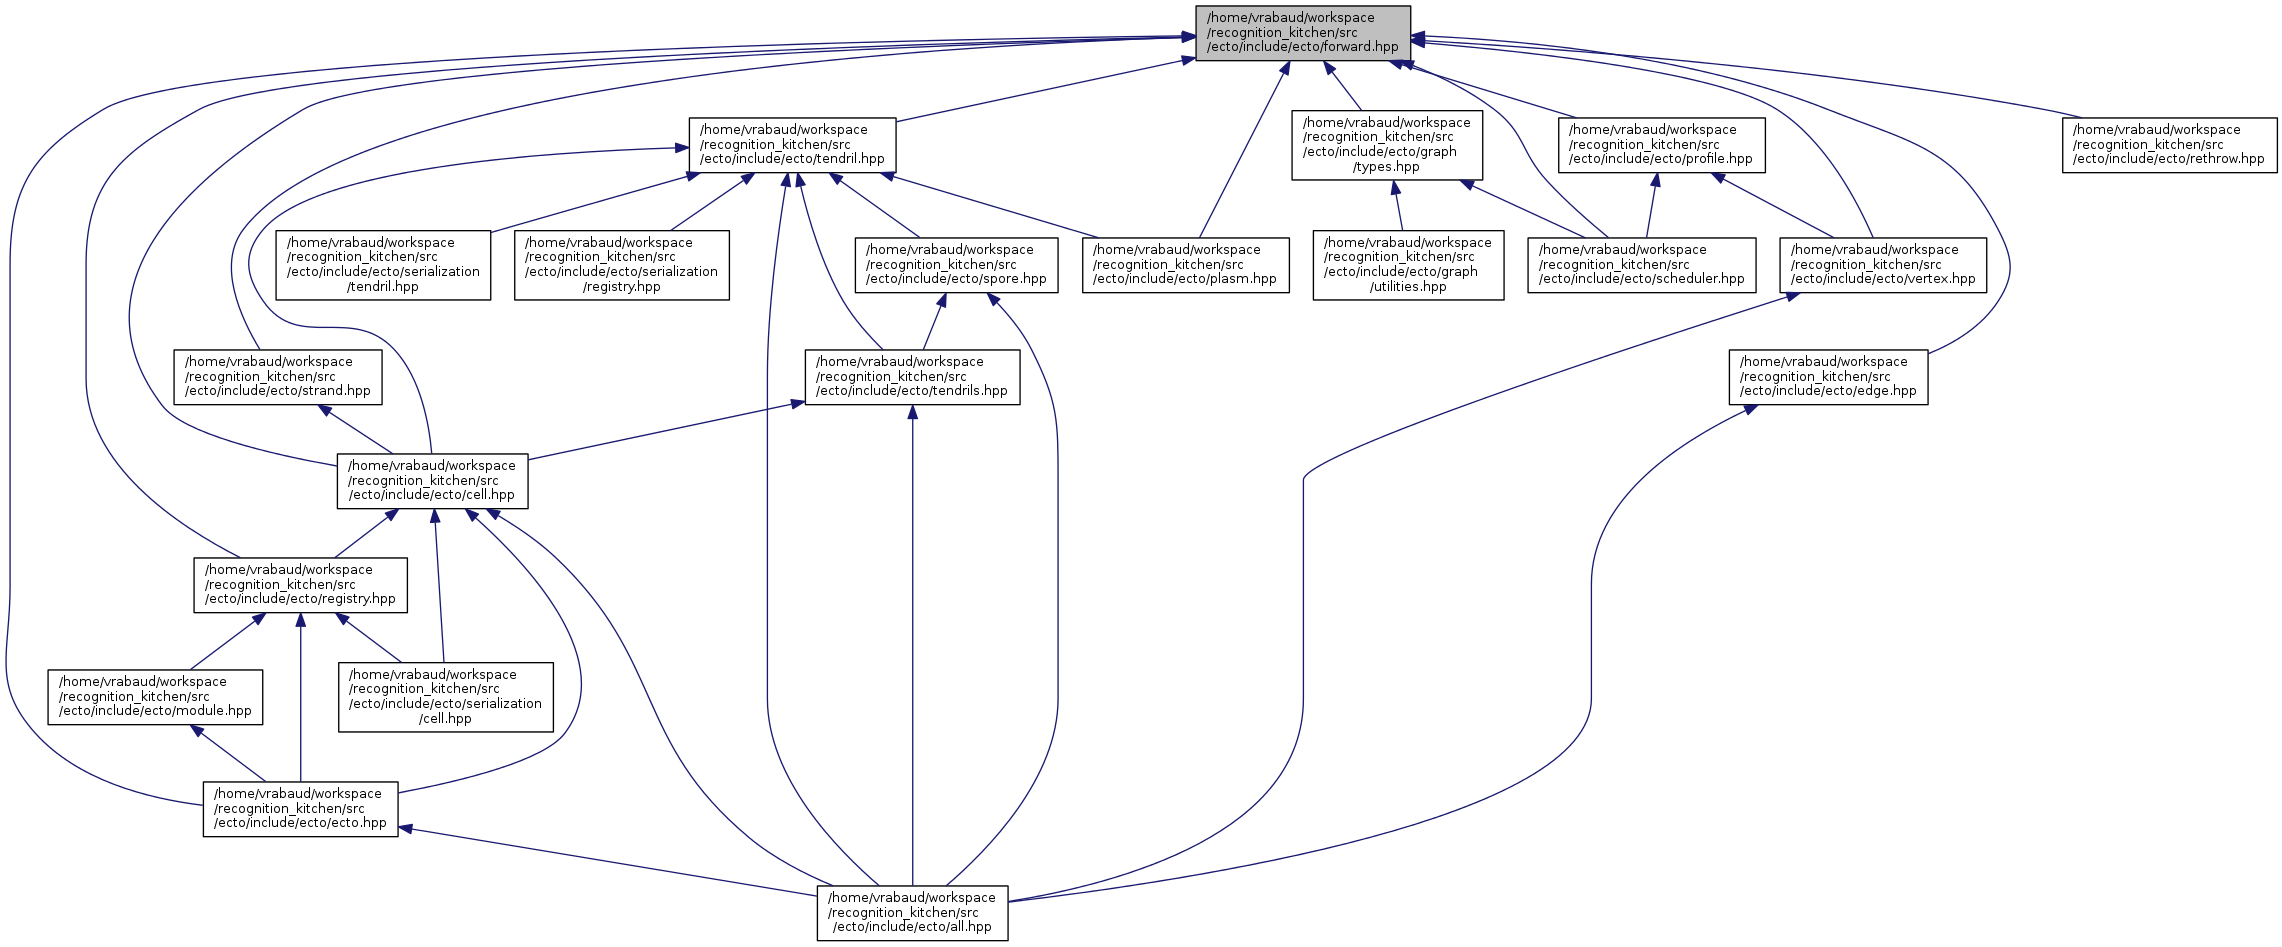 /home/vrabaud/workspace
/recognition_kitchen/src
/ecto/include/ecto/forward.hpp
/home/vrabaud/workspace
/recognition_kitchen/src
/ecto/include/ecto/tendril.hpp
/home/vrabaud/workspace
/recognition_kitchen/src
/ecto/include/ecto/graph
/types.hpp
/home/vrabaud/workspace
/recognition_kitchen/src
/ecto/include/ecto/profile.hpp
/home/vrabaud/workspace
/recognition_kitchen/src
/ecto/include/ecto/rethrow.hpp
/home/vrabaud/workspace
/recognition_kitchen/src
/ecto/include/ecto/serialization
/tendril.hpp
/home/vrabaud/workspace
/recognition_kitchen/src
/ecto/include/ecto/serialization
/registry.hpp
/home/vrabaud/workspace
/recognition_kitchen/src
/ecto/include/ecto/spore.hpp
/home/vrabaud/workspace
/recognition_kitchen/src
/ecto/include/ecto/plasm.hpp
/home/vrabaud/workspace
/recognition_kitchen/src
/ecto/include/ecto/graph
/utilities.hpp
/home/vrabaud/workspace
/recognition_kitchen/src
/ecto/include/ecto/scheduler.hpp
/home/vrabaud/workspace
/recognition_kitchen/src
/ecto/include/ecto/vertex.hpp
/home/vrabaud/workspace
/recognition_kitchen/src
/ecto/include/ecto/strand.hpp
/home/vrabaud/workspace
/recognition_kitchen/src
/ecto/include/ecto/tendrils.hpp
/home/vrabaud/workspace
/recognition_kitchen/src
/ecto/include/ecto/edge.hpp
/home/vrabaud/workspace
/recognition_kitchen/src
/ecto/include/ecto/cell.hpp
/home/vrabaud/workspace
/recognition_kitchen/src
/ecto/include/ecto/registry.hpp
/home/vrabaud/workspace
/recognition_kitchen/src
/ecto/include/ecto/module.hpp
/home/vrabaud/workspace
/recognition_kitchen/src
/ecto/include/ecto/serialization
/cell.hpp
/home/vrabaud/workspace
/recognition_kitchen/src
/ecto/include/ecto/ecto.hpp
/home/vrabaud/workspace
/recognition_kitchen/src
/ecto/include/ecto/all.hpp